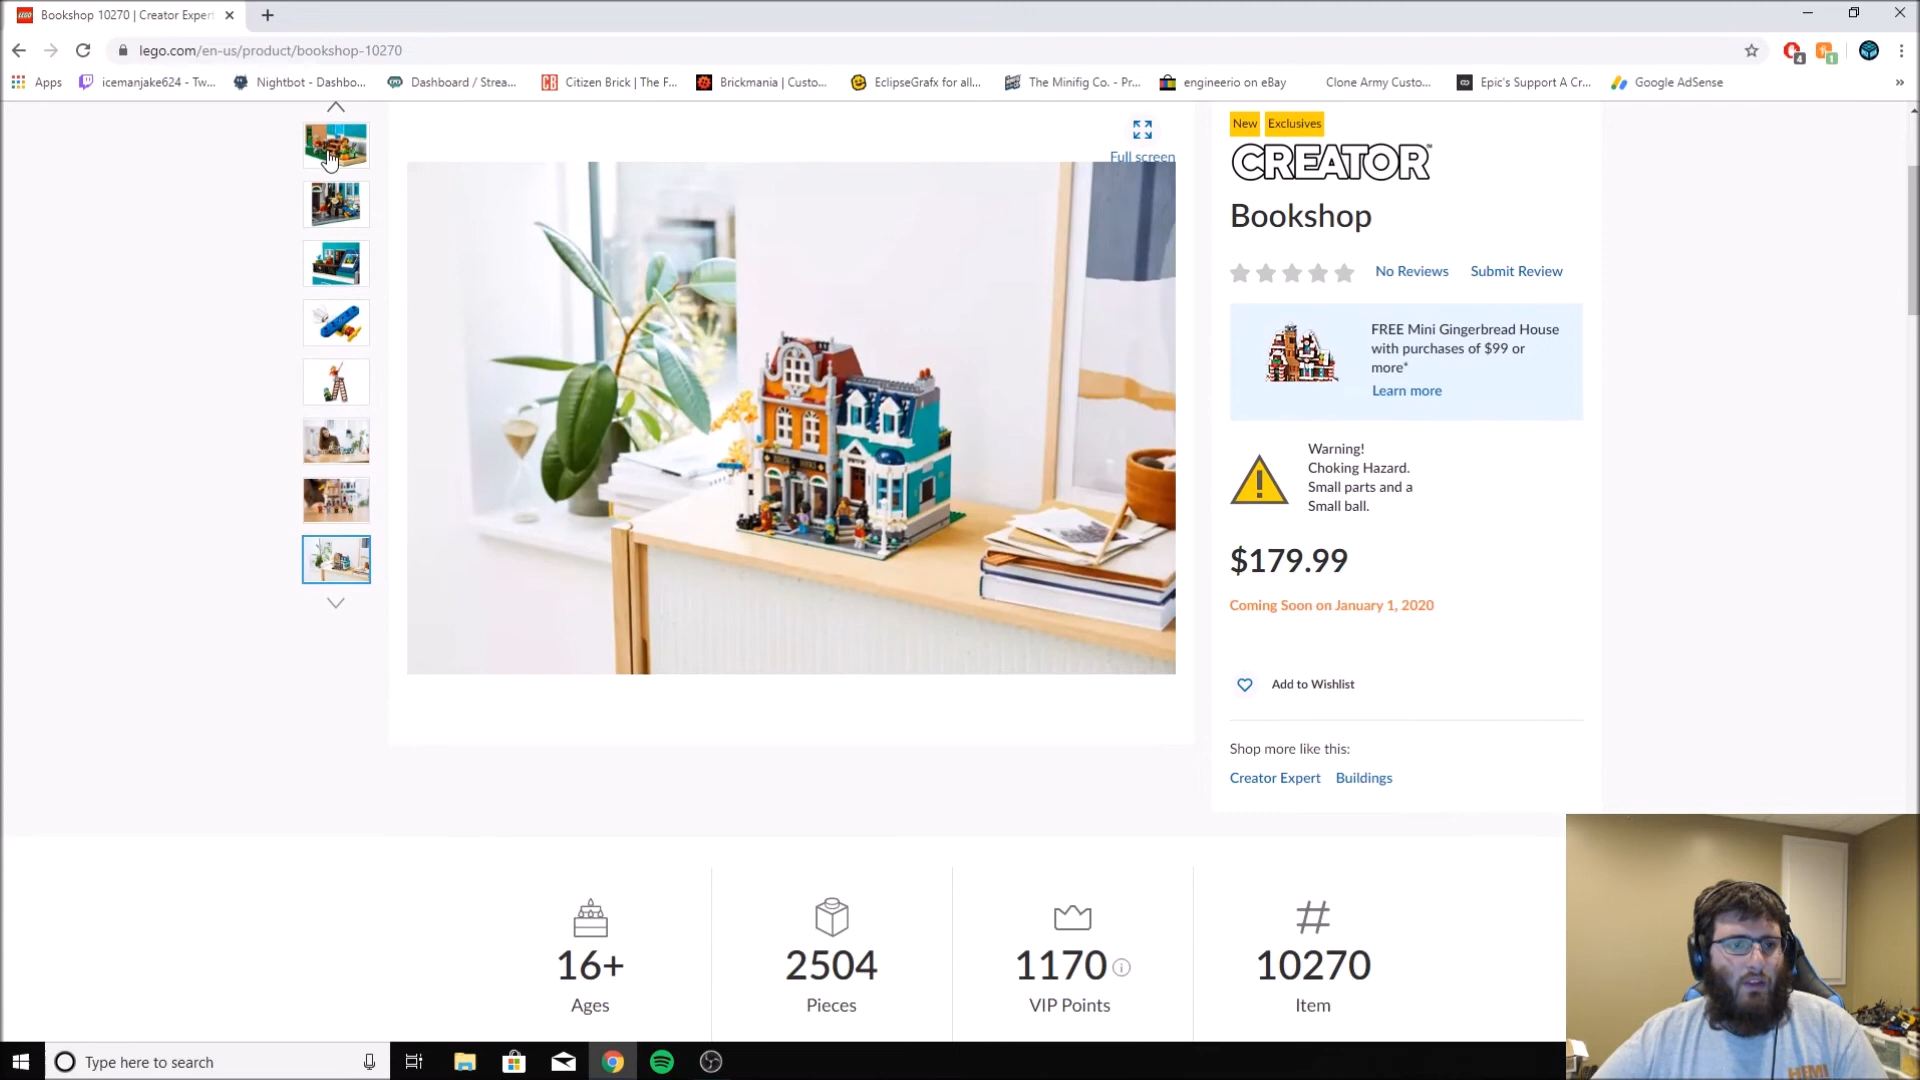 Bookshop 10270 | Creator Exper
lego.com/en-us/product/bookshop-10270
4
1
Apps
icemanjake624 - Tw...
Nightbot - Dashbo...
Dashboard / Strea...
CB
Citizen Brick | The F...
Brickmania | Custo...
EclipseGrafx for all...
The Minifig Co. - Pr...
engineerio on eBay
Clone Army Custo...
Epic's Support A Cr...
Google AdSense
»
Full screen
New
Exclusives
CREATOR™
Bookshop
No Reviews
Submit Review
FREE Mini Gingerbread House
with purchases of $99 or
more*
Learn more
Warning!
Choking Hazard.
Small parts and a
Small ball.
$179.99
Coming Soon on January 1, 2020
Add to Wishlist
Shop more like this:
Creator Expert
Buildings
16+
Ages
2504
Pieces
1170
VIP Points
#
10270
Item
Type here to search